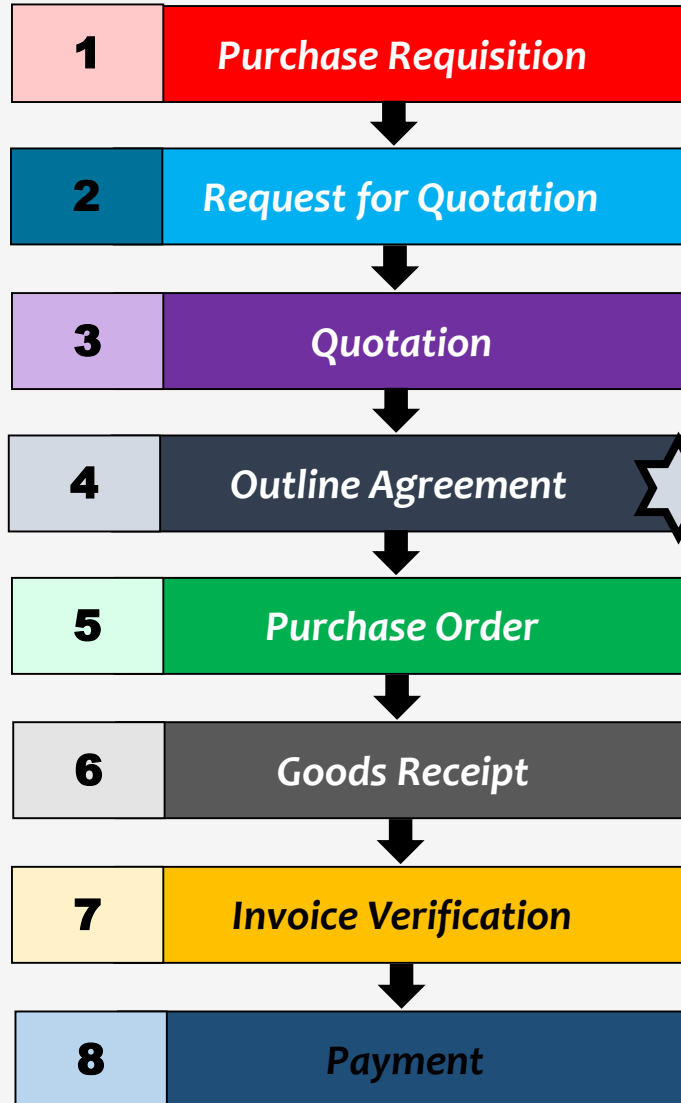 1 Purchase Requisition
2 Request for Quotation
3 Quotation
4 Outline Agreement
5 Purchase Order
6 Goods Receipt
7 Invoice Verification
8 Payment